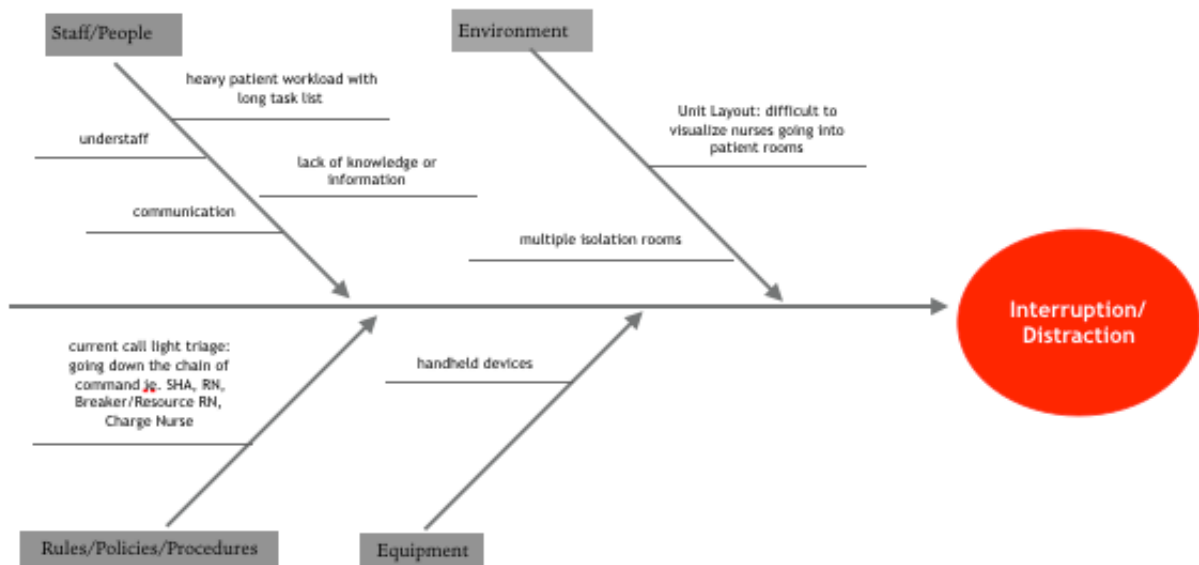 Staff/People
Environment
heavy patient workload with
long task list
understaff
lack of knowledge or
information
communication
Unit Layout: difficult to
visualize nurses going into
patient rooms
multiple isolation rooms
Interruption/
Distraction
current call light triage:
going down the chain of
command je. SHA, RN,
Breaker/Resource RN,
Charge Nurse
handheld devices
Rules/Policies/Procedures
Equipment